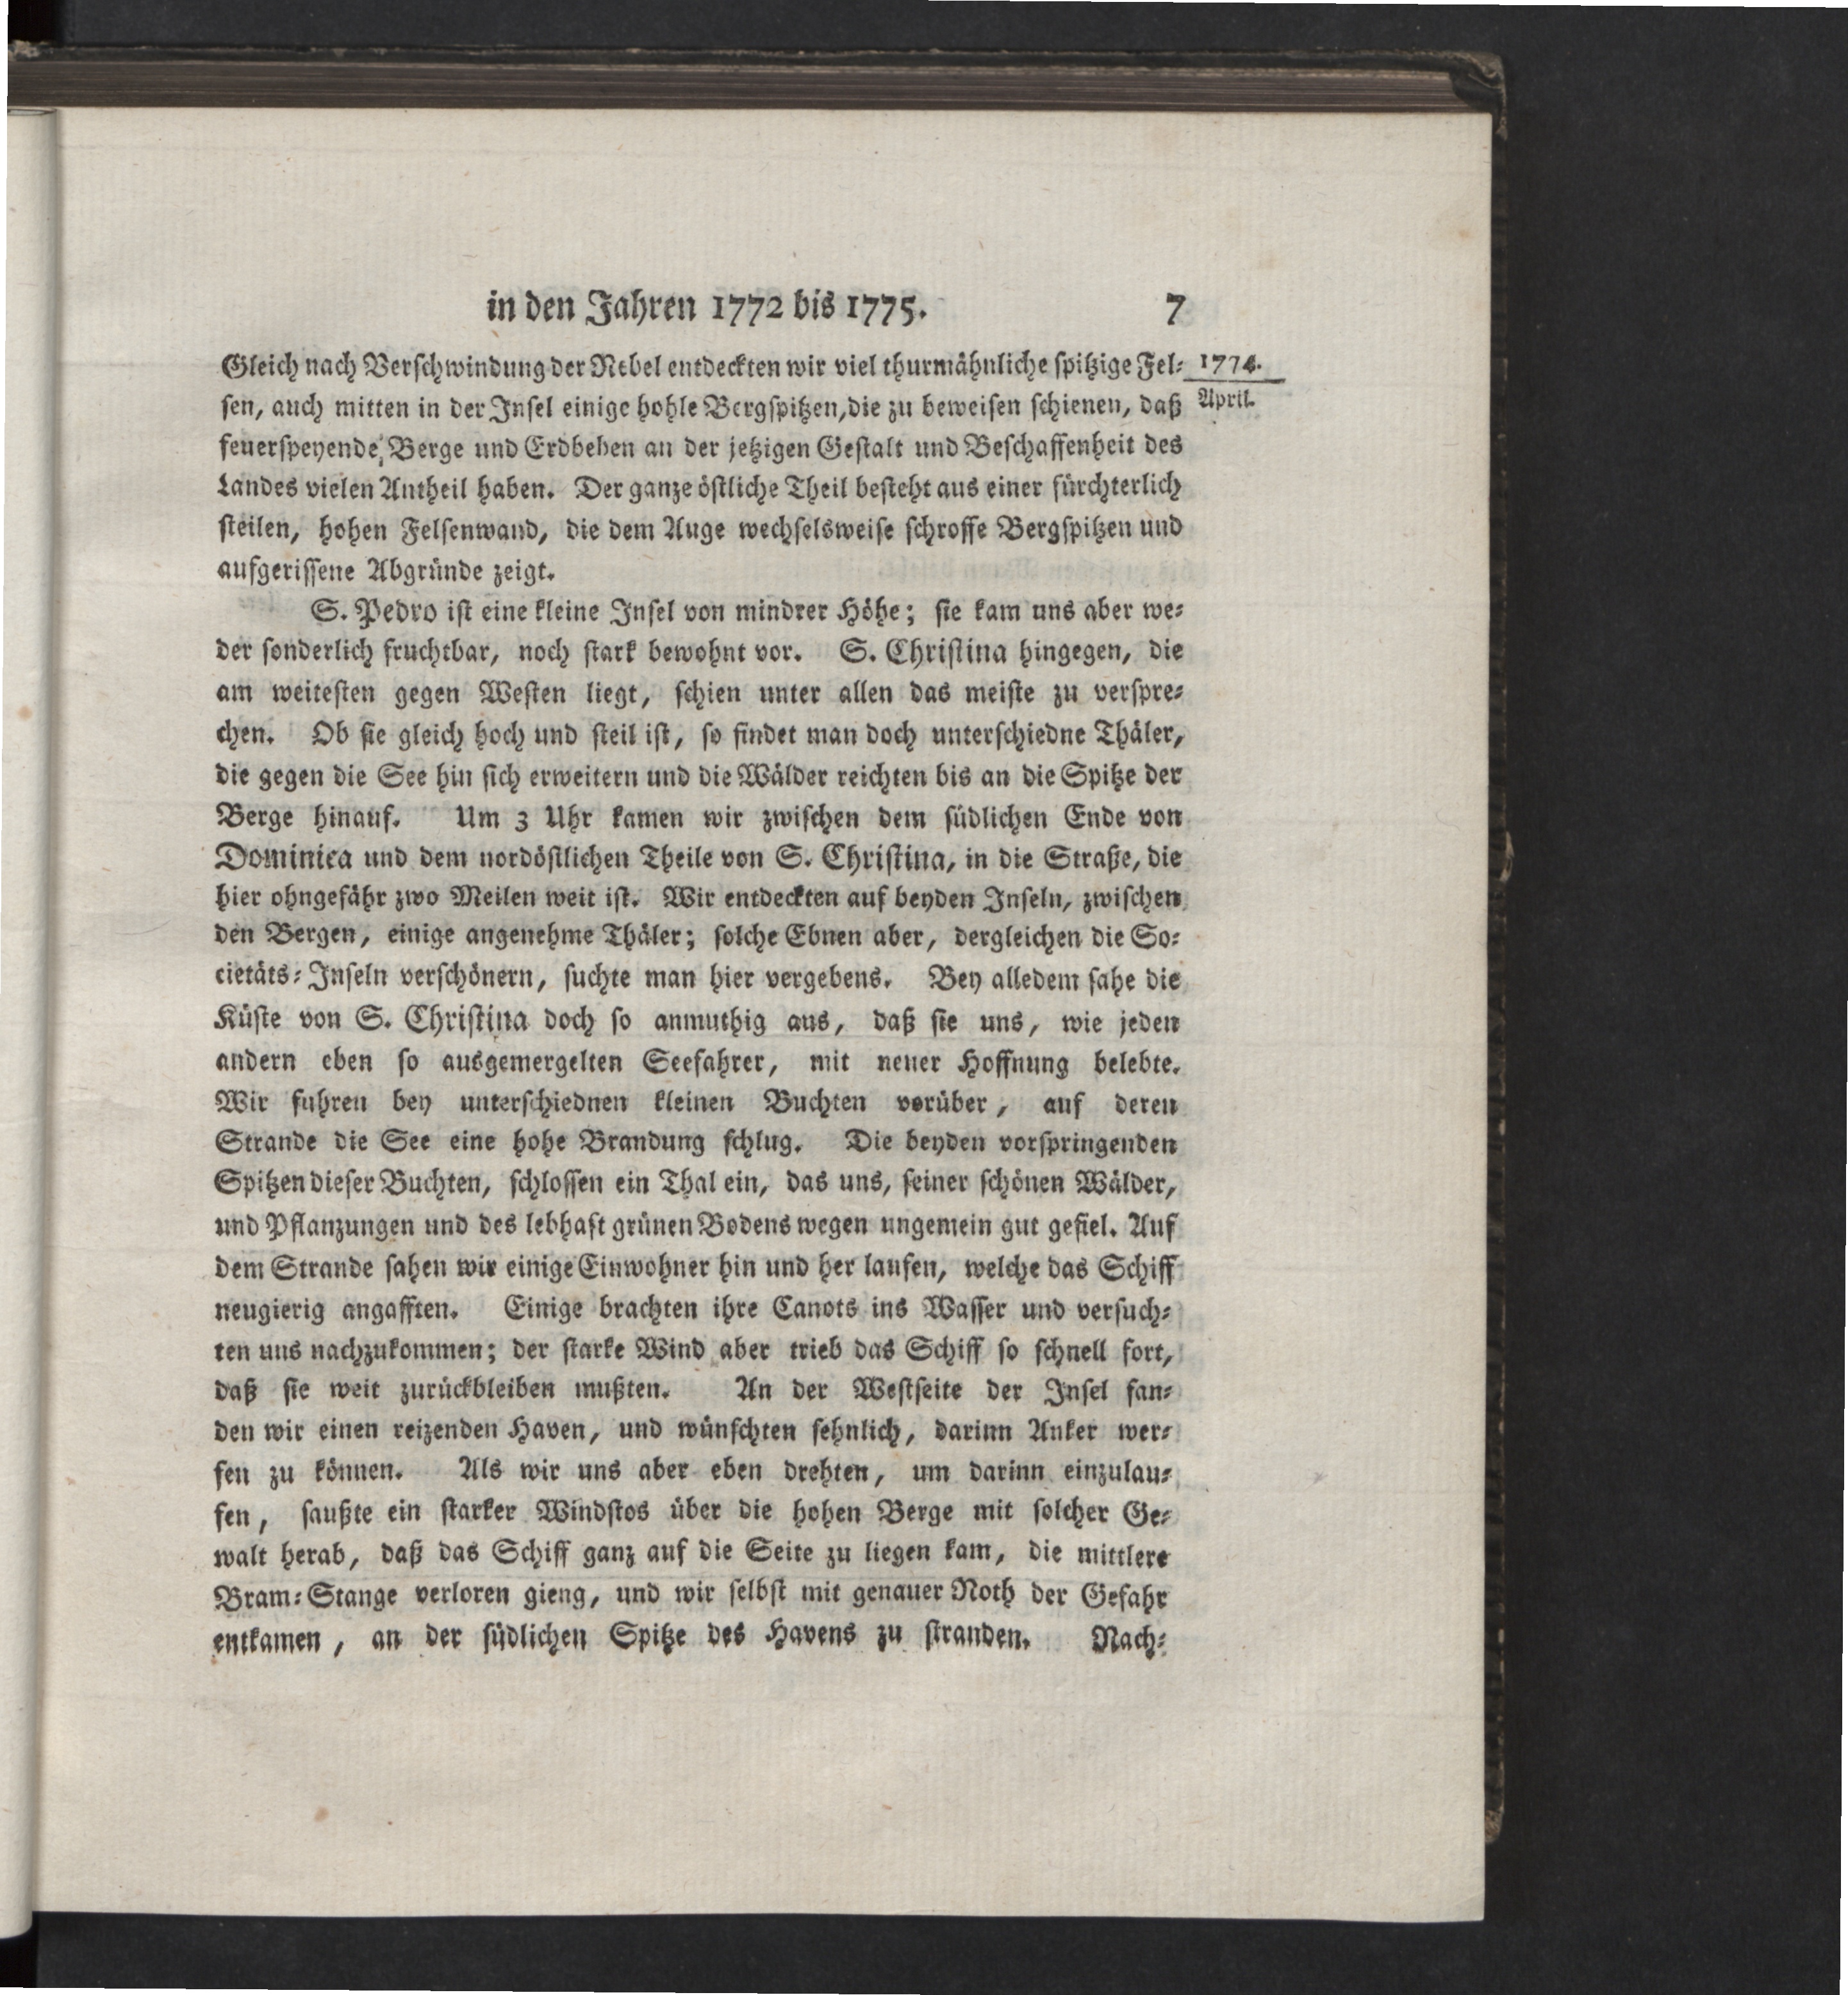 in den Jahren 1772 bis 1775. 7
Gleich nach Verschwindung der Nebel entdeckten wir viel thurmähnliche spitzige Fel- 1774.
sen, auch mitten in der Insel einige hohle Bergspitzen, die zu beweisen schienen, daß April.
feuerspeyende Berge und Erdbeben an der jetzigen Gestalt und Beschaffenheit des
Landes vielen Antheil haben. Der ganze östliche Theil besteht aus einer fürchterlich
steilen, hohen Felsenwand, die dem Auge wechselsweise schroffe Bergspitzen und
aufgerissene Abgründe zeigt.
S. Pedro ist eine kleine Insel von mindrer Höhe; sie kam uns aber we-
der sonderlich fruchtbar, noch stark bewohnt vor. S. Christina hingegen, die
am weitesten gegen Westen liegt, schien unter allen das meiste zu verspre-
chen. Ob sie gleich hoch und steil ist, so findet man doch unterschiedne Thäler,
die gegen die See hin sich erweitern und die Wälder reichten bis an die Spitze der
Berge hinauf. Um 3 Uhr kamen wir zwischen dem südlichen Ende von
Dominica und dem nordöstlichen Theile von S. Christina, in die Straße, die
hier ohngefähr zwo Meilen weit ist. Wir entdeckten auf beyden Inseln, zwischen
den Bergen, einige angenehme Thäler; solche Ebnen aber, dergleichen die So-
cietäts-Inseln verschönern, suchte man hier vergebens. Bey alledem sahe die
Küste von S. Christina doch so anmuthig aus, daß sie uns, wie jeden
andern eben so ausgemergelten Seefahrer, mit neuer Hoffnung belebte.
Wir fuhren bey unterschiednen kleinen Buchten vorüber, auf deren
Strande die See eine hohe Brandung schlug. Die beyden vorspringenden
Spitzen dieser Buchten, schlossen ein Thal ein, das uns, seiner schönen Wälder,
und Pflanzungen und des lebhaft grünen Bodens wegen ungemein gut gefiel. Auf
dem Strande sahen wir einige Einwohner hin und her laufen, welche das Schiff
neugierig angafften. Einige brachten ihre Canots ins Wasser und versuch-
ten uns nachzukommen; der starke Wind aber trieb das Schiff so schnell fort,
daß sie weit zurückbleiben mußten. An der Westseite der Insel fan-
den wir einen reizenden Haven, und wünschten sehnlich, darinn Anker wer-
fen zu können. Als wir uns aber eben drehten, um darinn einzulau-
fen, saußte ein starker Windstos über die hohen Berge mit solcher Ge-
walt herab, daß das Schiff ganz auf die Seite zu liegen kam, die mittlere
Bram-Stange verloren gieng, und wir selbst mit genauer Noth der Gefahr
entkamen, an der südlichen Spitze des Havens zu stranden. Nach-